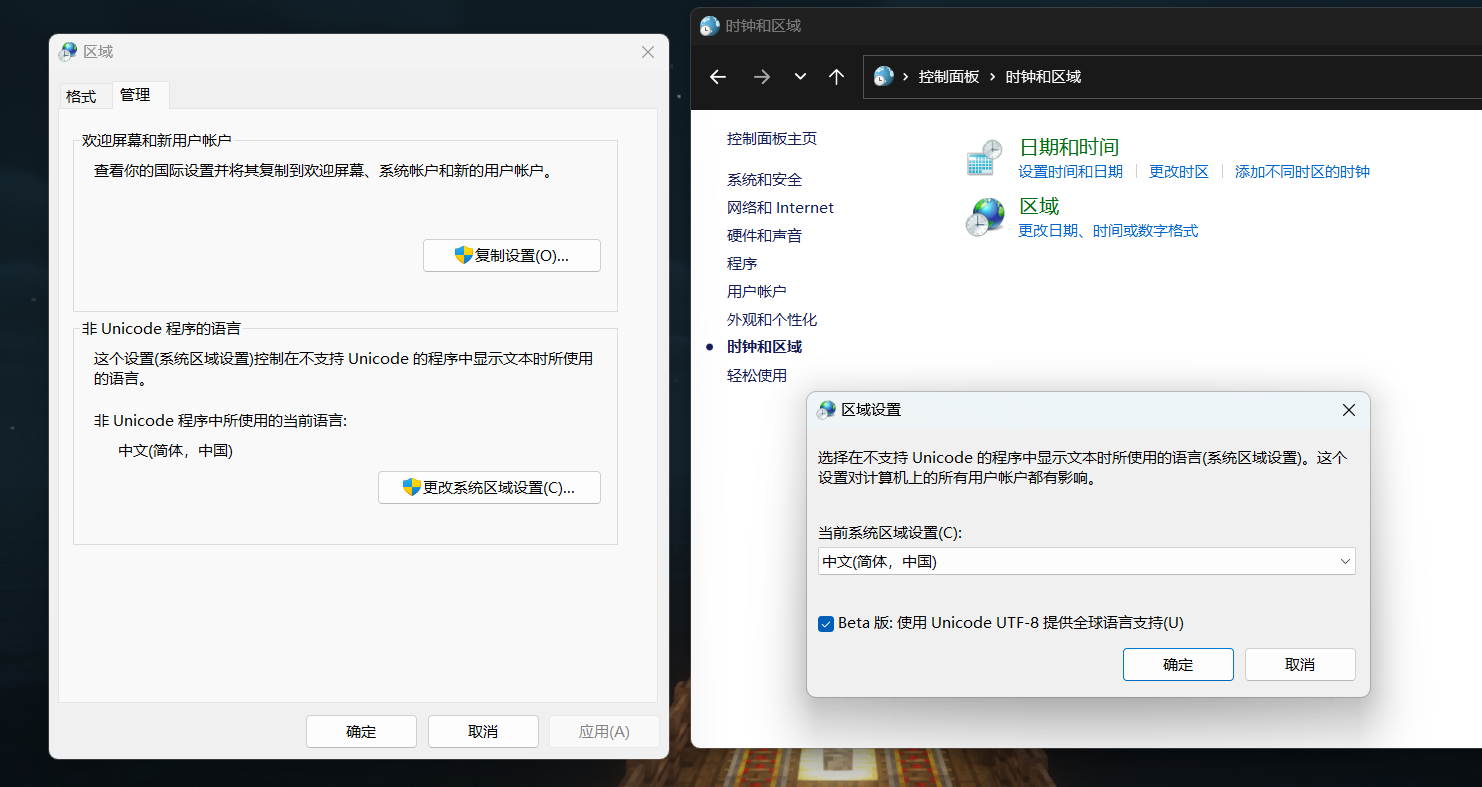 区域
格式
管理
欢迎屏幕和新用户帐户
查看你的国际设置并将其复制到欢迎屏幕、系统帐户和新的用户帐户。
复制设置(O)...
非 Unicode 程序的语言
这个设置(系统区域设置)控制在不支持 Unicode 的程序中显示文本时所使用
的语言。
非 Unicode 程序中所使用的当前语言:
中文(简体，中国)
更改系统区域设置(C)...
确定
取消
应用(A)
时钟和区域
控制面板
时钟和区域
控制面板主页
系统和安全
网络和 Internet
硬件和声音
程序
用户帐户
外观和个性化
时钟和区域
轻松使用
日期和时间
设置时间和日期
更改时区
添加不同时区的时钟
区域
更改日期、时间或数字格式
区域设置
选择在不支持 Unicode 的程序中显示文本时所使用的语言(系统区域设置)。这个
设置对计算机上的所有用户帐户都有影响。
当前系统区域设置(C):
中文(简体，中国)
Beta 版: 使用 Unicode UTF-8 提供全球语言支持(U)
确定
取消